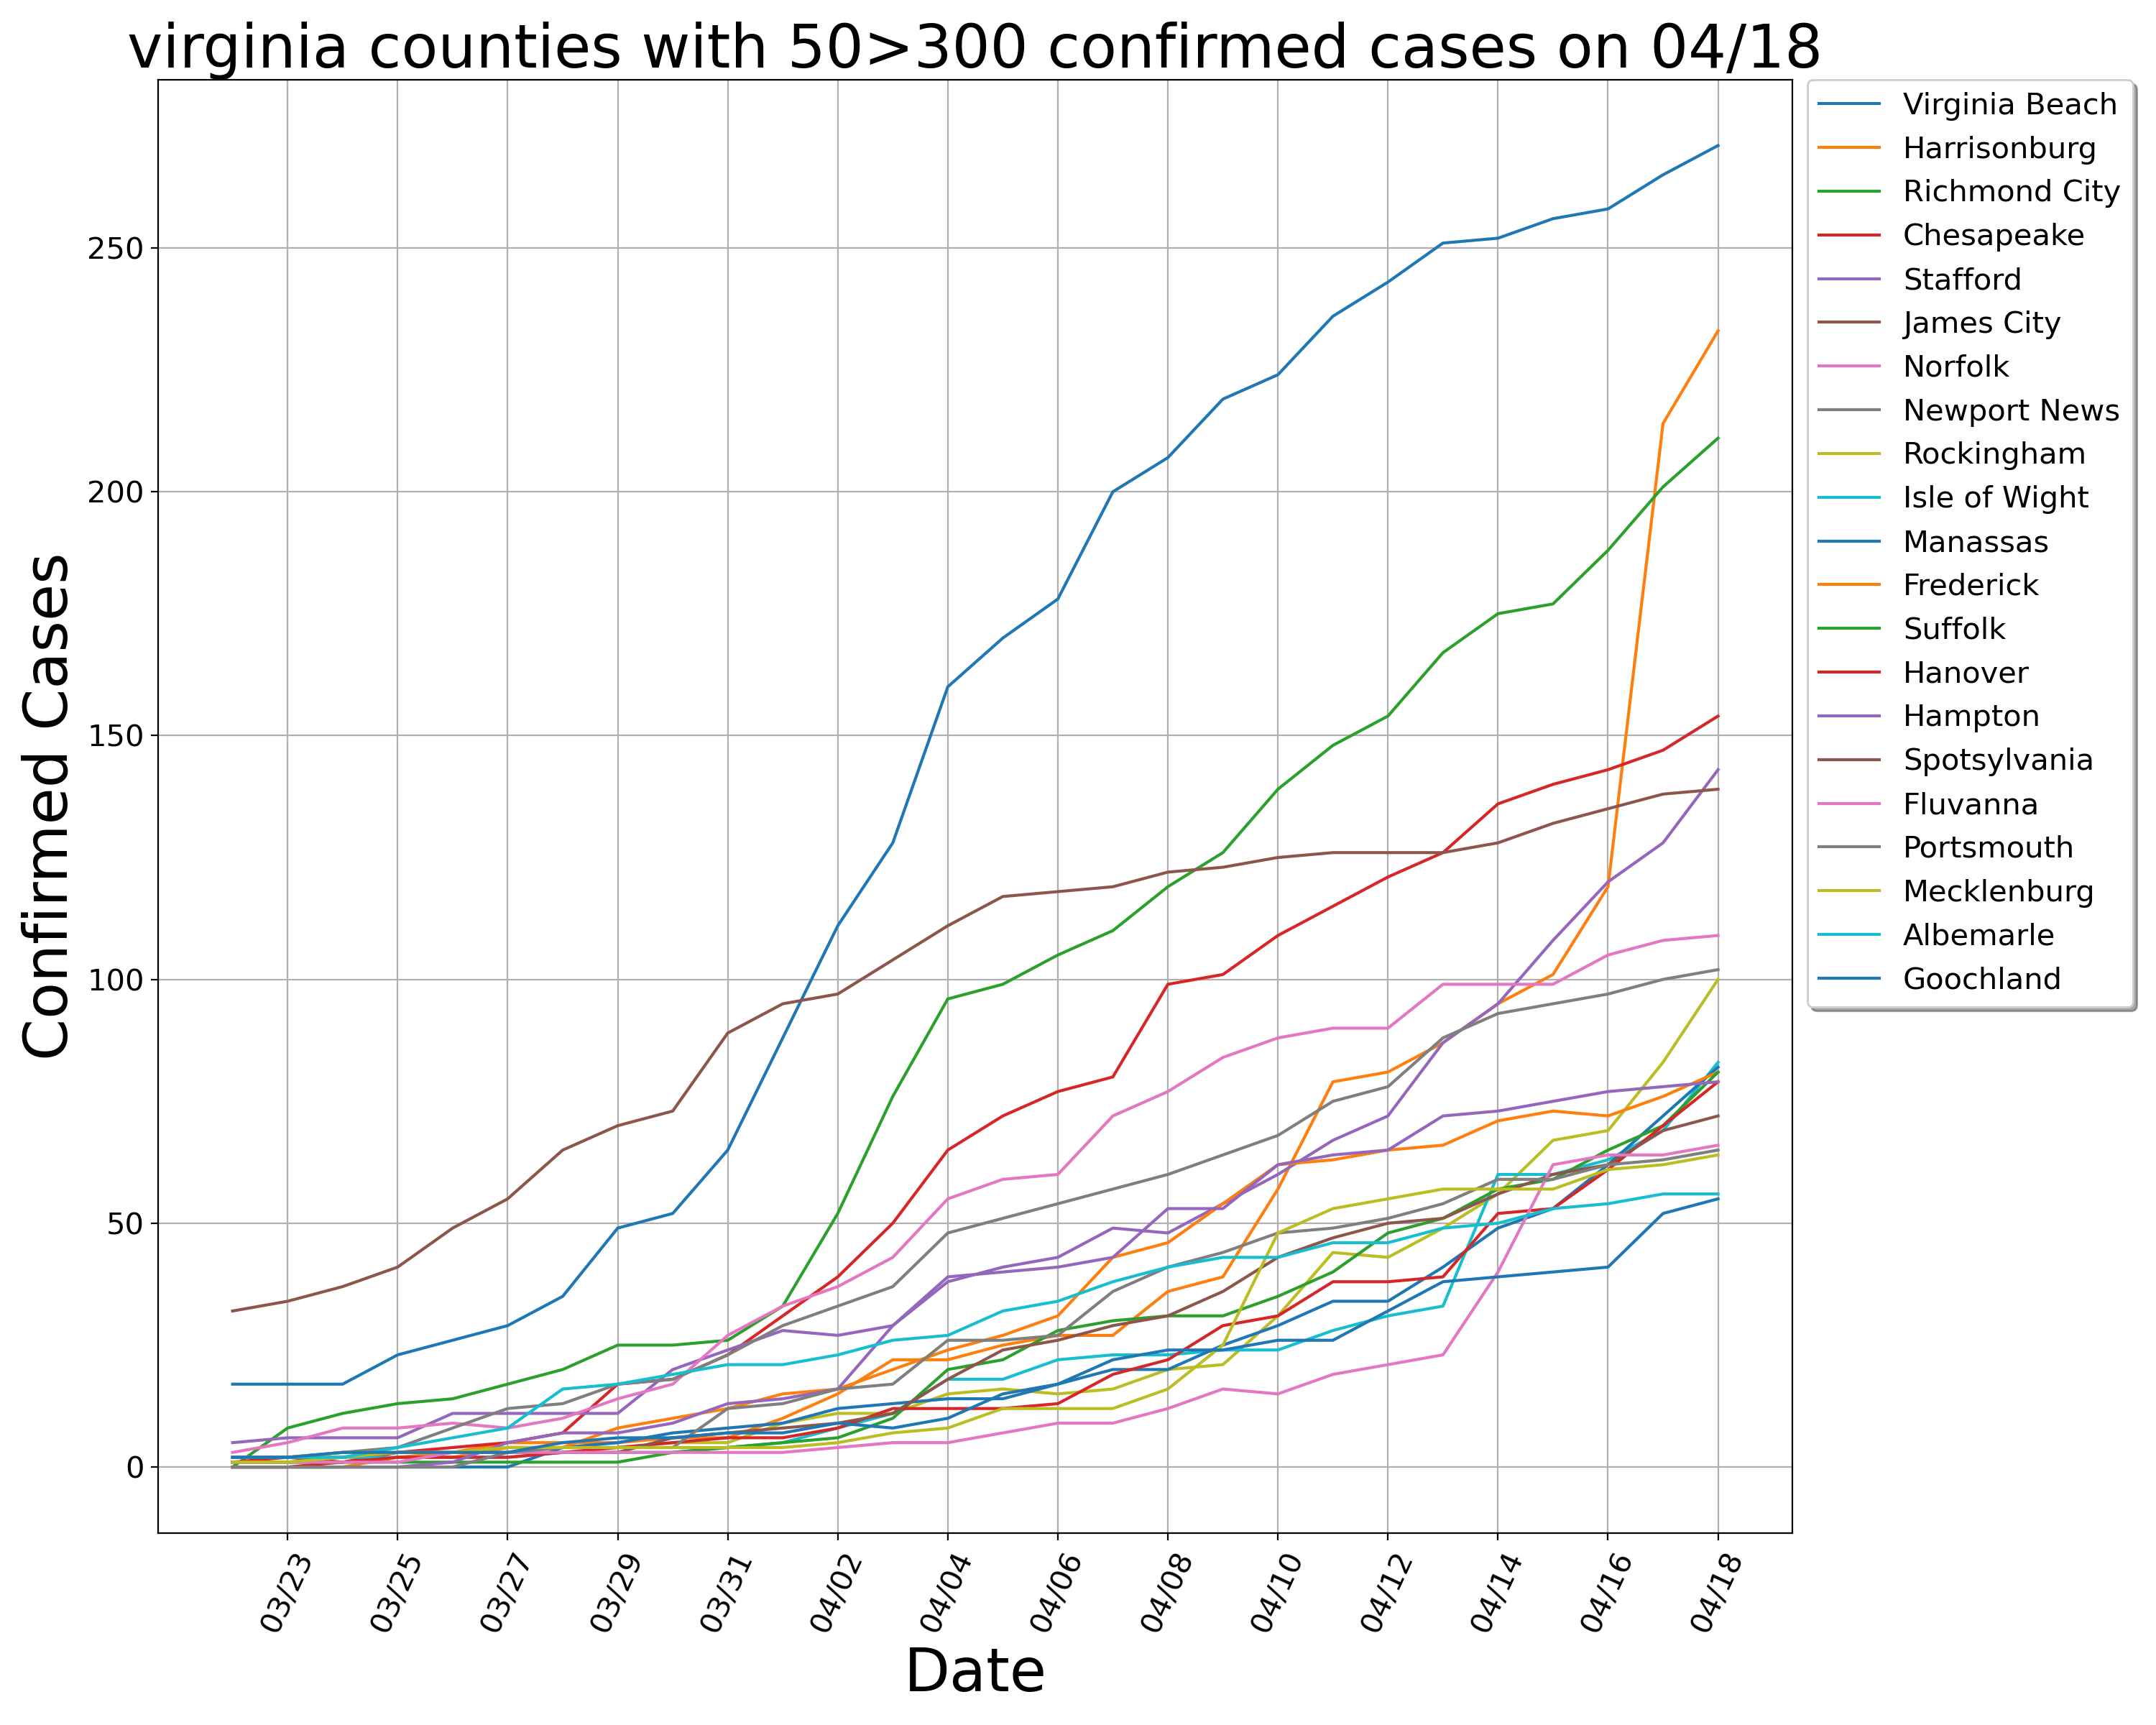 virginia counties with 50>300 confirmed cases on 04/18
Virginia Beach
Harrisonburg
Richmond City
Chesapeake
Stafford
James City
Norfolk
Newport News
Rockingham
Isle of Wight
Manassas
Frederick
Suffolk
Hanover
Hampton
Spotsylvania
Fluvanna
Portsmouth
Mecklenburg
Albemarle
Goochland
Confirmed Cases
250
200
150
100
50
0
03/23
03/25
03/27
03/29
03/31
04/02
04/04
04/06
04/08
04/10
04/12
04/14
04/16
04/18
Date